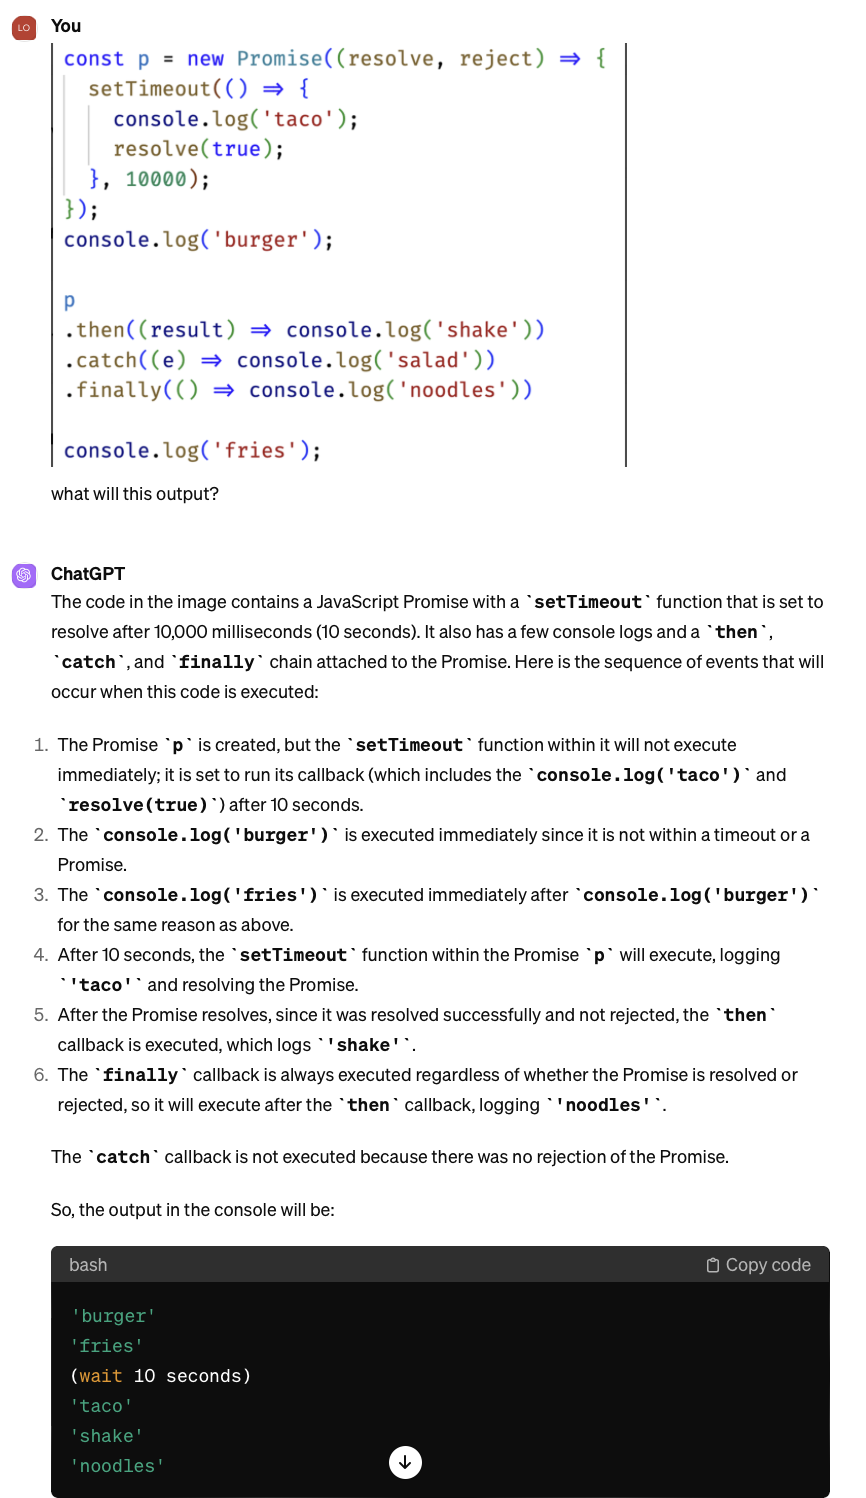 LO
You
const p = new Promise((resolve, reject) => {
setTimeout(() => {
console.log('taco');
resolve(true);
}, 10000);
});
console.log('burger');
p
.then((result) => console.log('shake'))
.catch((e) => console.log('salad'))
.finally(() => console.log('noodles'))
console.log('fries');
what will this output?
ChatGPT
The code in the image contains a JavaScript Promise with a `setTimeout` function that is set to
resolve after 10,000 milliseconds (10 seconds). It also has a few console logs and a `then`,
`catch`, and `finally` chain attached to the Promise. Here is the sequence of events that will
occur when this code is executed:
1. The Promise `p` is created, but the `setTimeout` function within it will not execute
immediately; it is set to run its callback (which includes the `console.log('taco')` and
`resolve(true)`) after 10 seconds.
2. The `console.log('burger')` is executed immediately since it is not within a timeout or a
Promise.
3. The `console.log('fries')` is executed immediately after `console.log('burger')`
for the same reason as above.
4. After 10 seconds, the `setTimeout` function within the Promise `p` will execute, logging
`'taco'` and resolving the Promise.
5. After the Promise resolves, since it was resolved successfully and not rejected, the `then`
callback is executed, which logs `'shake'`.
6. The `finally` callback is always executed regardless of whether the Promise is resolved or
rejected, so it will execute after the `then` callback, logging `'noodles'`.
The `catch` callback is not executed because there was no rejection of the Promise.
So, the output in the console will be:
bash Copy code
'burger'
'fries'
(wait 10 seconds)
'taco'
'shake'
'noodles'